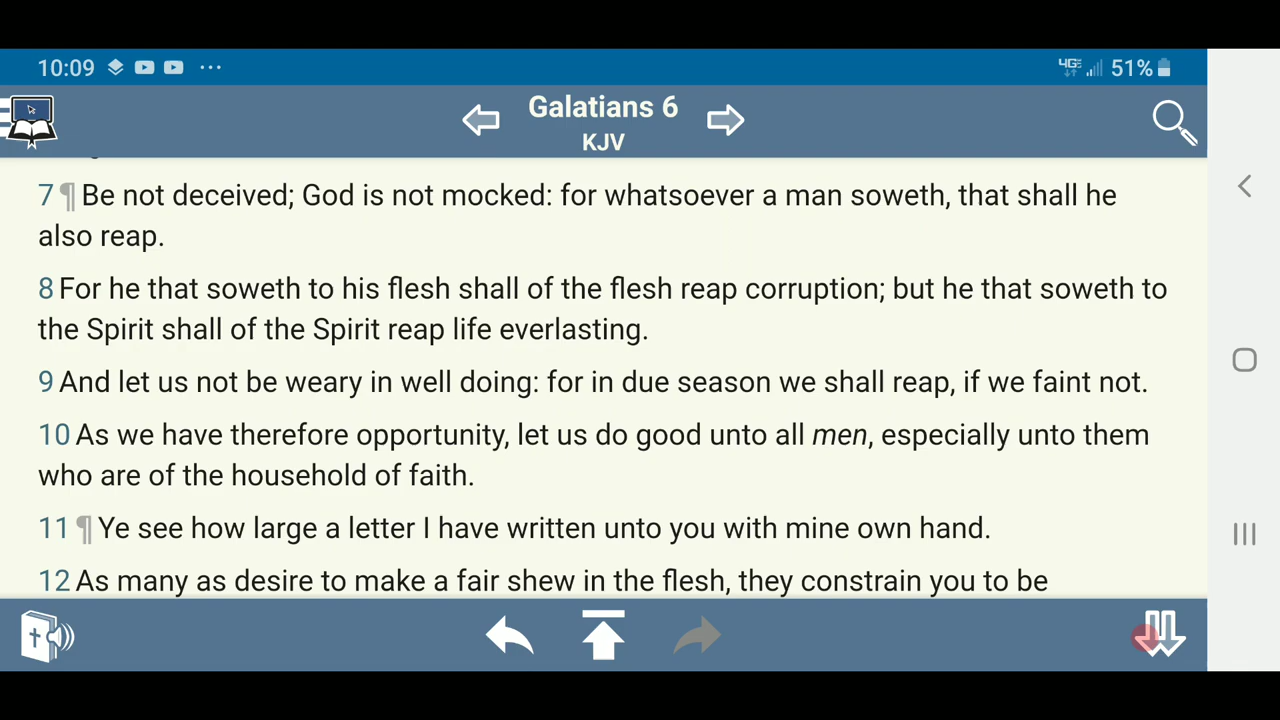 10:09 ··· 4GE 51%
Galatians 6
KJV
7 ¶ Be not deceived; God is not mocked: for whatsoever a man soweth, that shall he
also reap.
8 For he that soweth to his flesh shall of the flesh reap corruption; but he that soweth to
the Spirit shall of the Spirit reap life everlasting.
9 And let us not be weary in well doing: for in due season we shall reap, if we faint not.
10 As we have therefore opportunity, let us do good unto all men, especially unto them
who are of the household of faith.
11 ¶ Ye see how large a letter I have written unto you with mine own hand.
12 As many as desire to make a fair shew in the flesh, they constrain you to be